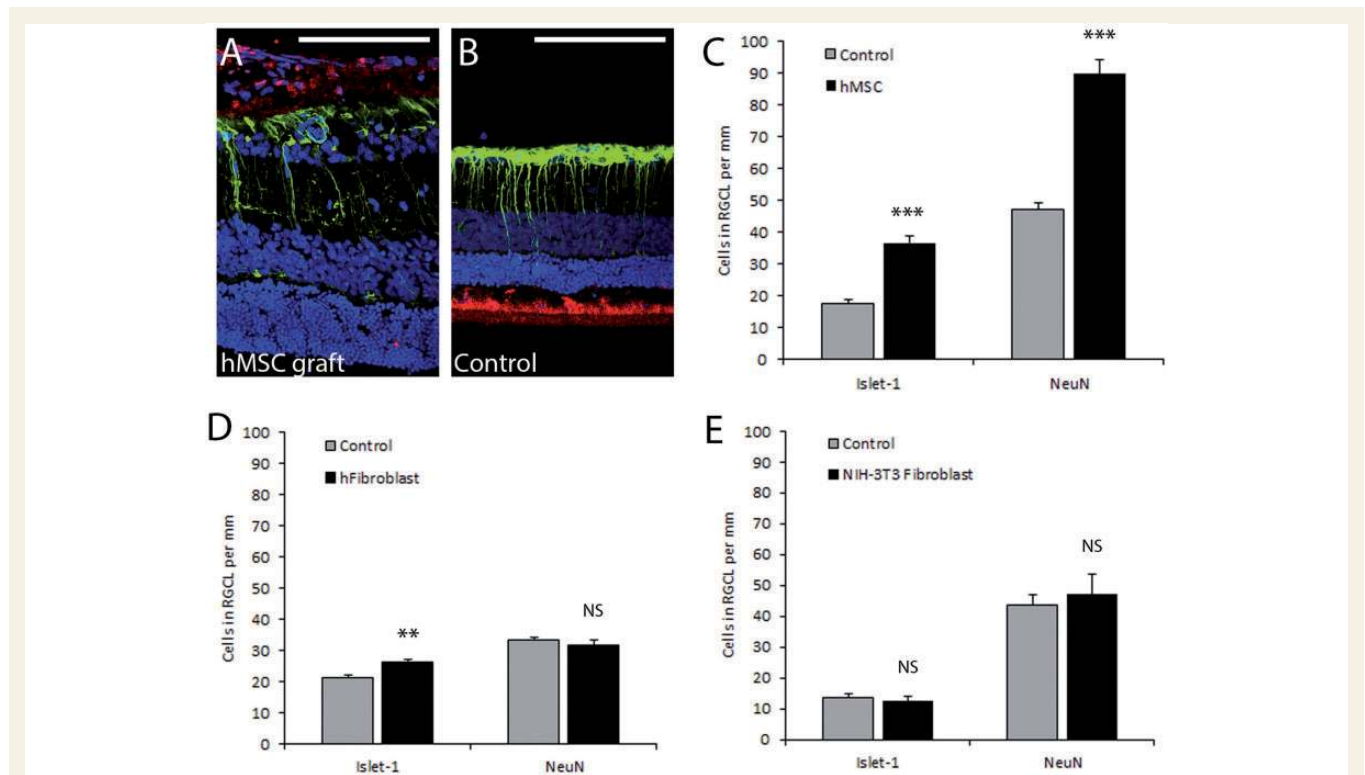 A
hMSC graft
B
Control
C
Cells in RGCL per mm
100
90
80
70
60
50
40
30
20
10
0
Control
hMSC
***
***
Islet-1
NeuN
D
Cells in RGCL per mm
100
90
80
70
60
50
40
30
20
10
0
Control
hFibroblast
**
NS
Islet-1
NeuN
E
Cells in RGCL per mm
100
90
80
70
60
50
40
30
20
10
0
Control
NIH-3T3 Fibroblast
NS
NS
Islet-1
NeuN